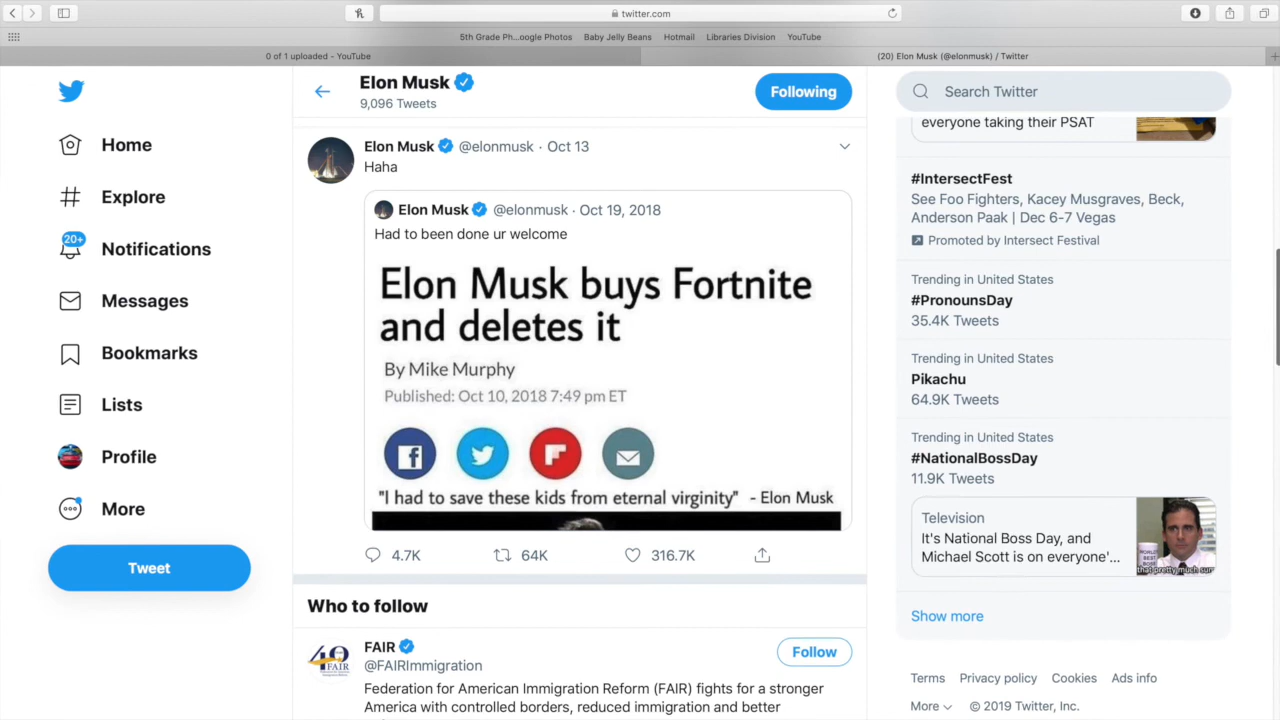 twitter.com
5th Grade Ph...oogle Photos Baby Jelly Beans Hotmail Libraries Division YouTube
0 of 1 uploaded - YouTube
(20) Elon Musk (@elonmusk) / Twitter
Home
Explore
20+
Notifications
Messages
Bookmarks
Lists
Profile
More
Tweet
Elon Musk
9,096 Tweets
Following
Elon Musk @elonmusk · Oct 13
Haha
Elon Musk @elonmusk · Oct 19, 2018
Had to been done ur welcome
Elon Musk buys Fortnite
and deletes it
By Mike Murphy
Published: Oct 10, 2018 7:49 pm ET
"I had to save these kids from eternal virginity" - Elon Musk
4.7K 64K 316.7K
Who to follow
40
FAIR
FAIR
@FAIRImmigration
Follow
Federation for American Immigration Reform (FAIR) fights for a stronger
America with controlled borders, reduced immigration and better
Search Twitter
everyone taking their PSAT
#IntersectFest
See Foo Fighters, Kacey Musgraves, Beck,
Anderson Paak | Dec 6-7 Vegas
Promoted by Intersect Festival
Trending in United States
#PronounsDay
35.4K Tweets
Trending in United States
Pikachu
64.9K Tweets
Trending in United States
#NationalBossDay
11.9K Tweets
Television
It's National Boss Day, and
Michael Scott is on everyone'...
WORLD'S
BEST
BOSS
that pretty much sum
Show more
Terms Privacy policy Cookies Ads info
More © 2019 Twitter, Inc.